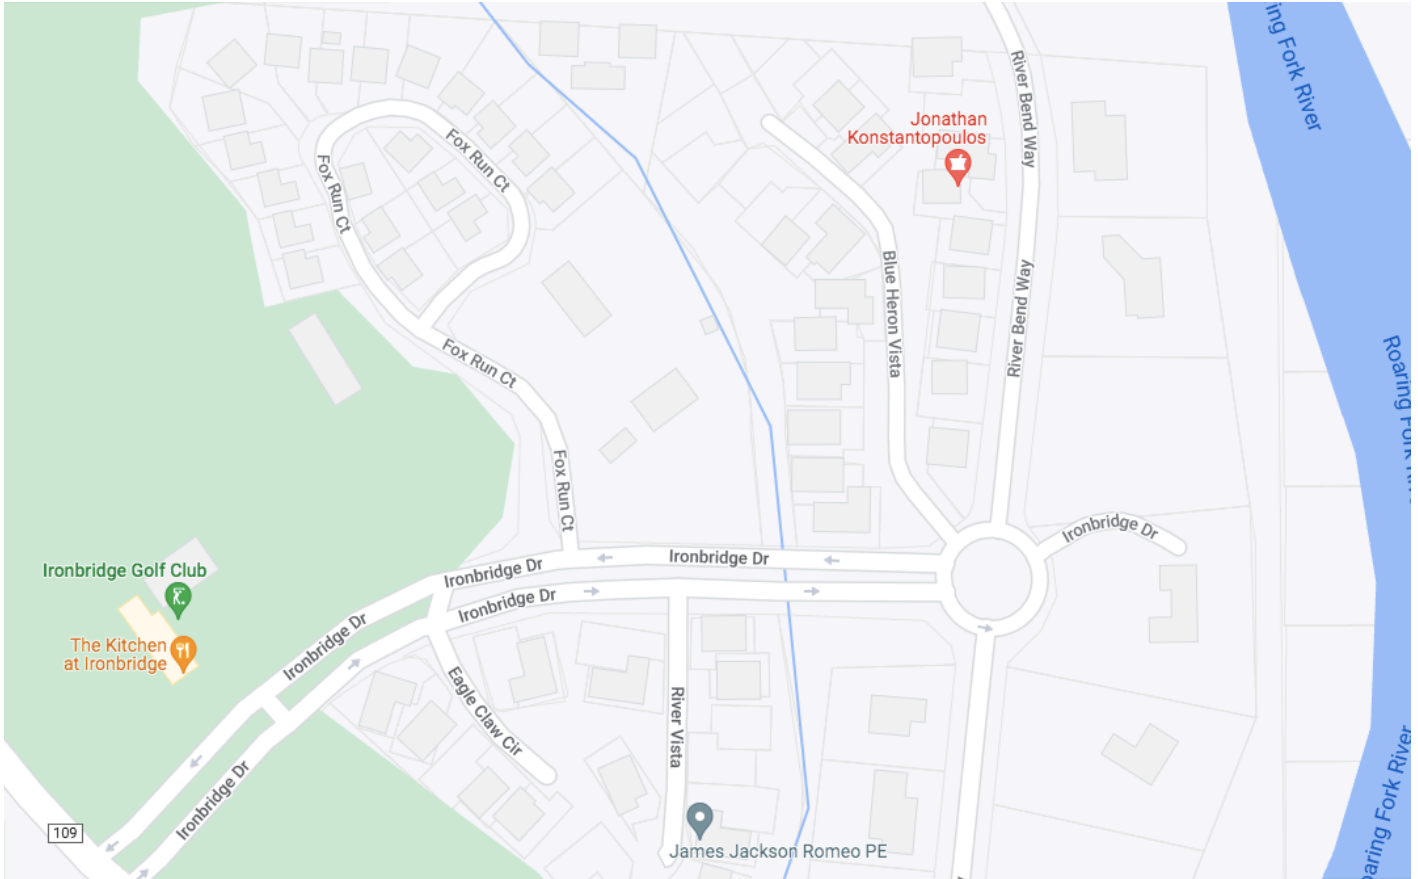 ing Fork River
River Bend Way
Jonathan
Konstantopoulos
Fox Run Ct
Fox Run Ct
Blue Heron Vista
River Bend Way
Roaring Fork
Fox Run Ct
Fox Run Ct
Ironbridge Dr
Ironbridge Dr
Ironbridge Dr
Ironbridge Dr
Ironbridge Golf Club
The Kitchen
at Ironbridge
Ironbridge Dr
Eagle Claw Cir
River Vista
Ironbridge Dr
109
James Jackson Romeo PE
oaring Fork River